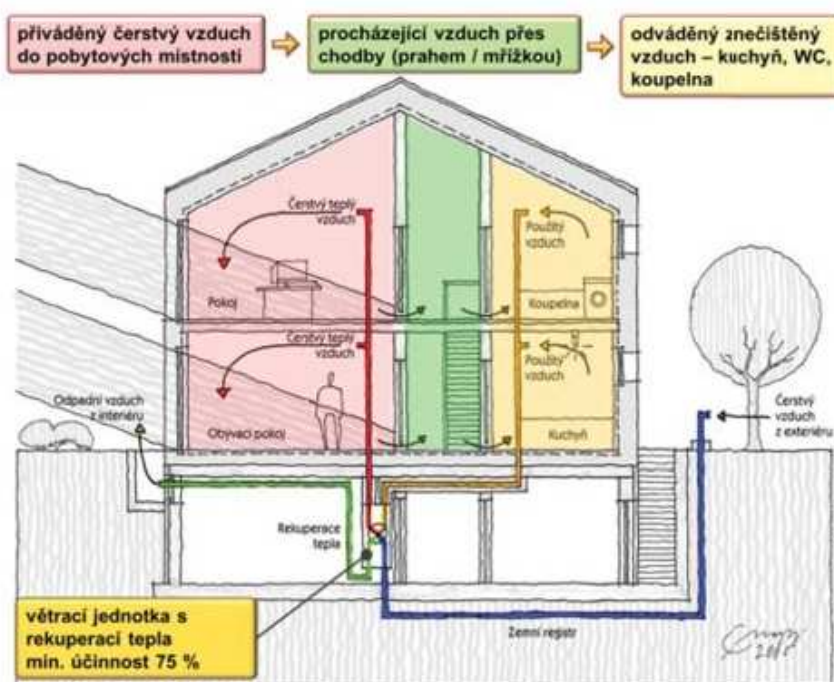 přiváděný čerstvý vzduch
do pobytových místností
procházející vzduch přes
chodby (prahem / mřížkou)
odváděný znečištěný
vzduch – kuchyň, WC,
koupelna
Čerstvý teplý
vzduch
Použitý
vzduch
Pokoj
Koupelna
Čerstvý teplý
vzduch
Použitý
vzduch
Odpadní vzduch
z interiéru
Čerstvý
vzduch
z exteriéru
Obývací pokoj
Kuchyň
Rekuperace
tepla
větrací jednotka s
rekuperací tepla
min. účinnost 75 %
Zemní registr